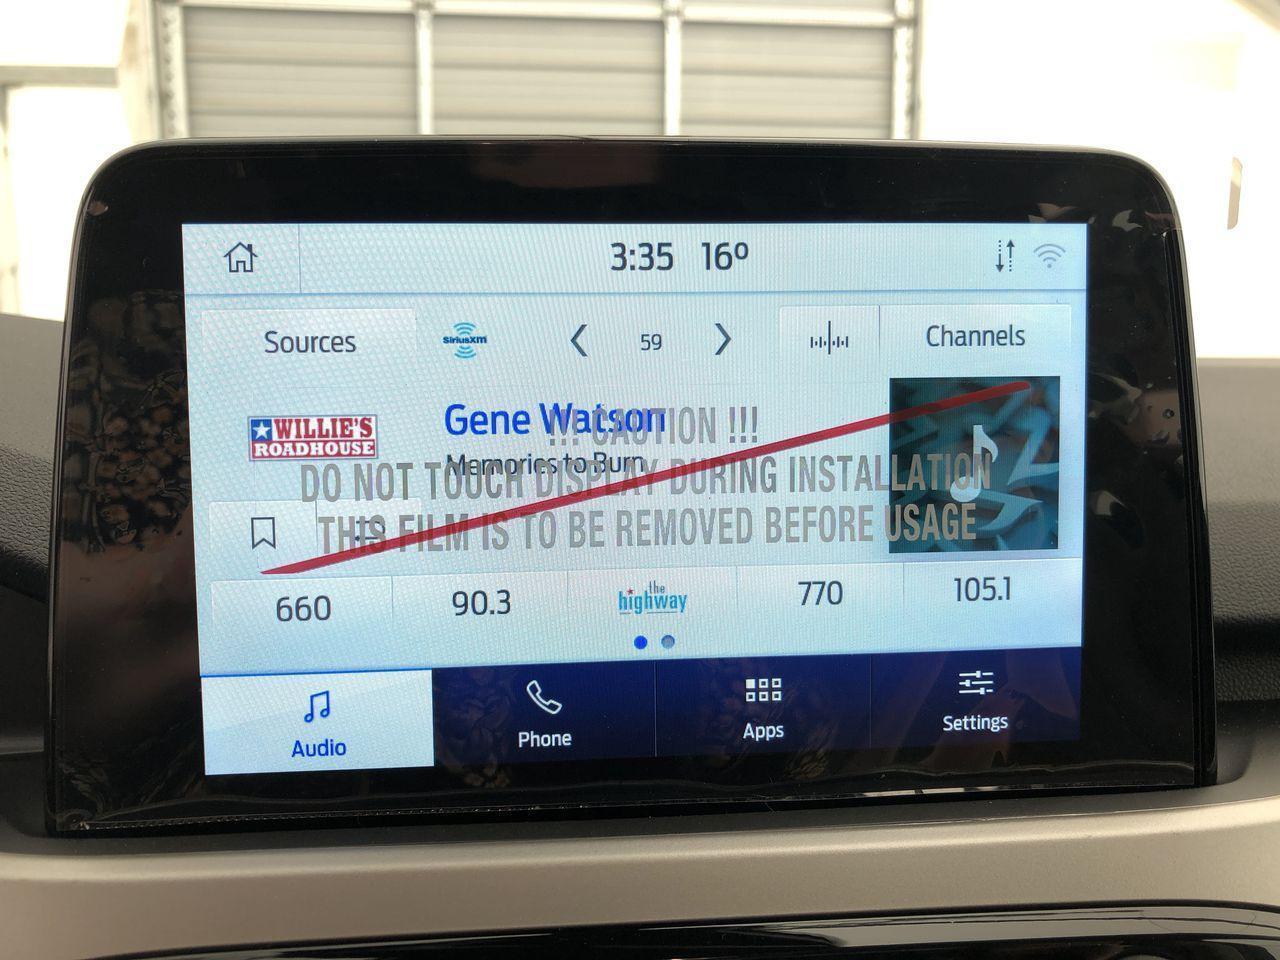 3:35 16°
Sources
SiriusXM
59
Channels
WILLIE'S
ROADHOUSE
Gene Watson
Memories to Burn
!!! CAUTION !!!
DO NOT TOUCH DISPLAY DURING INSTALLATION
THIS FILM IS TO BE REMOVED BEFORE USAGE
660
90.3
the
highway
770
105.1
Audio
Phone
Apps
Settings